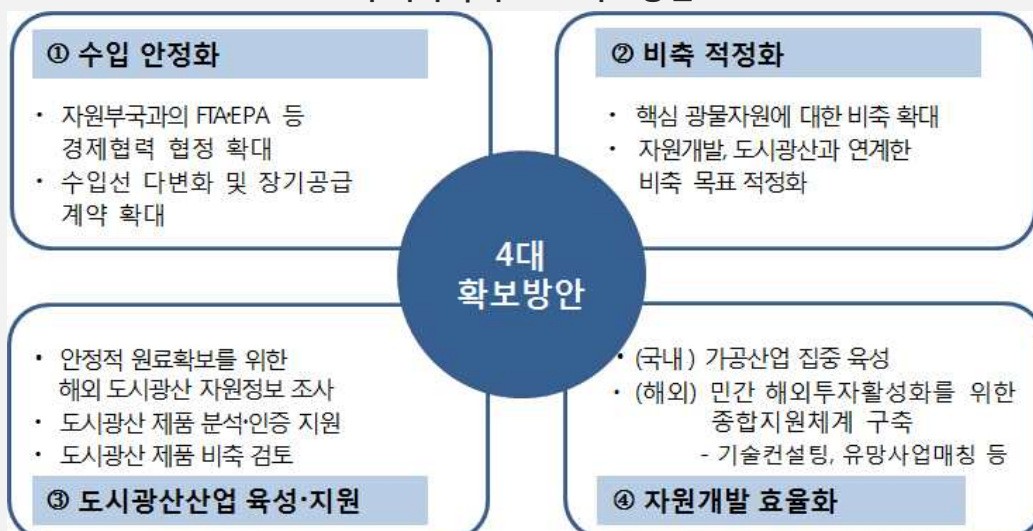 ① 수입 안정화
· 자원부국과의 FTA·EPA 등
경제협력 협정 확대
· 수입선 다변화 및 장기공급
계약 확대
② 비축 적정화
· 핵심 광물자원에 대한 비축 확대
· 자원개발, 도시광산과 연계한
비축 목표 적정화
4대
확보방안
· 안정적 원료확보를 위한
해외 도시광산 자원정보 조사
· 도시광산 제품 분석·인증 지원
· 도시광산 제품 비축 검토
③ 도시광산산업 육성·지원
· (국내) 가공산업 집중 육성
· (해외) 민간 해외투자활성화를 위한
종합지원체계 구축
- 기술컨설팅, 유망사업매칭 등
④ 자원개발 효율화